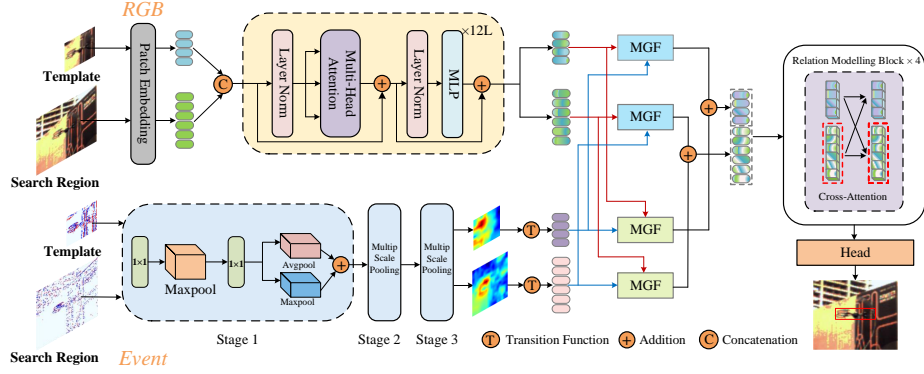 RGB
Template
Search Region
Patch Embedding
C
×12L
Layer Norm
Multi-Head
Attention
Layer Norm
MLP
MGF
MGF
MGF
MGF
Relation Modelling Block × 4
Cross-Attention
Head
Template
Search Region
Event
1×1
Maxpool
1×1
Avgpool
Maxpool
Stage 1
Multip
Scale
Pooling
Stage 2
Multip
Scale
Pooling
Stage 3
T
T
T Transition Function
+ Addition
C Concatenation